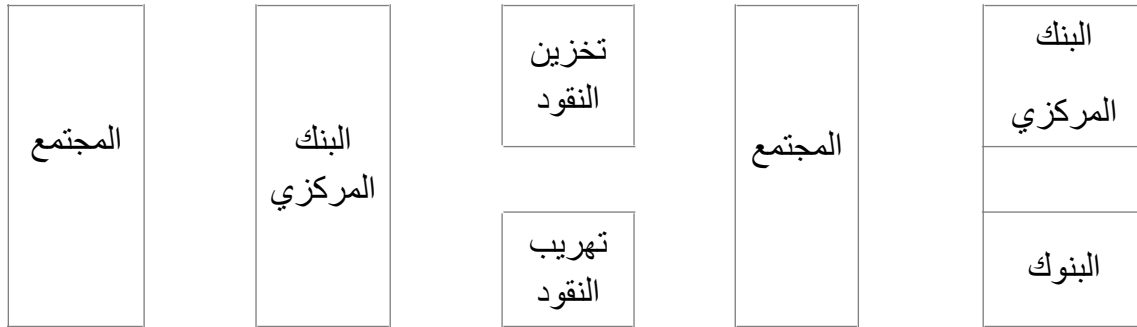 البنك
المركزي
البنوك
المجتمع
تخزين
النقود
تهريب
النقود
البنك
المركزي
المجتمع